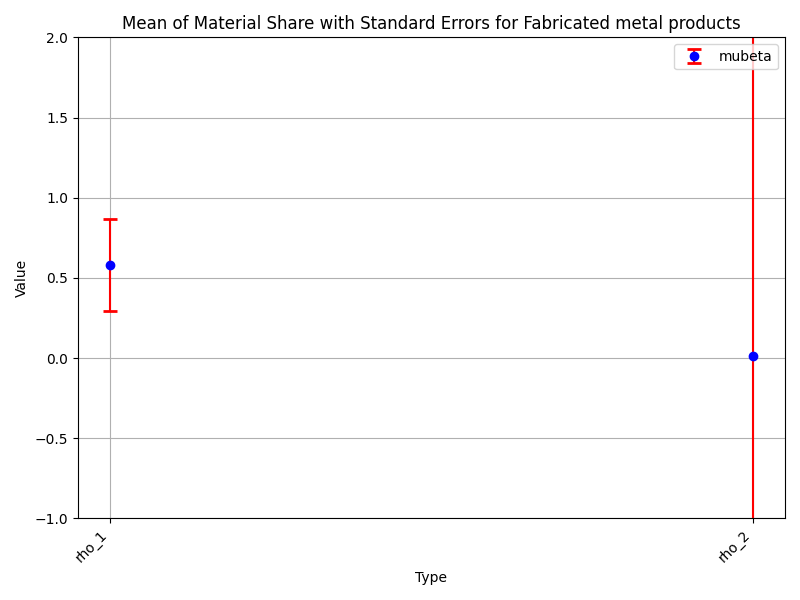 Mean of Material Share with Standard Errors for Fabricated metal products
mubeta
2.0
1.5
1.0
0.5
0.0
−0.5
−1.0
Value
rho_1
rho_2
Type